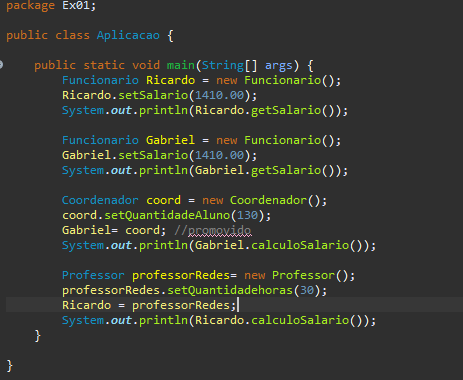 package Ex01;
public class Aplicacao {
public static void main(String[] args) {
Funcionario Ricardo = new Funcionario();
Ricardo.setSalario(1410.00);
System.out.println(Ricardo.getSalario());
Funcionario Gabriel = new Funcionario();
Gabriel.setSalario(1410.00);
System.out.println(Gabriel.getSalario());
Coordenador coord = new Coordenador();
coord.setQuantidadeAluno(130);
Gabriel= coord; //promovido
System.out.println(Gabriel.calculoSalario());
Professor professorRedes= new Professor();
professorRedes.setQuantidadehoras(30);
Ricardo = professorRedes;
System.out.println(Ricardo.calculoSalario());
}
}